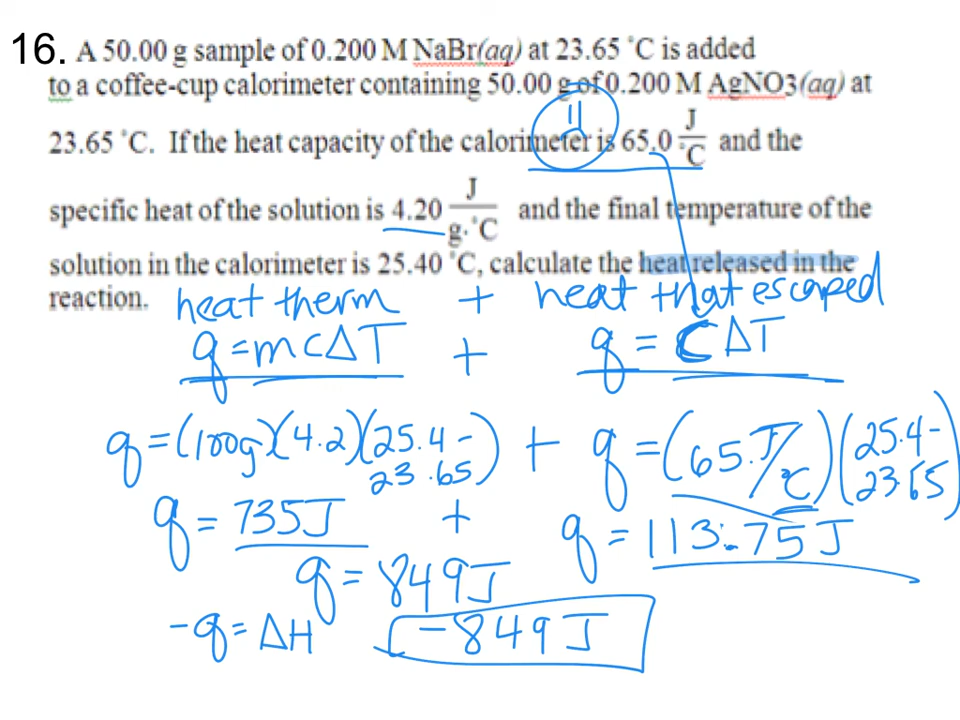 16. A 50.00 g sample of 0.200 M NaBr(aq) at 23.65 ˚C is added
to a coffee-cup calorimeter containing 50.00 g of 0.200 M AgNO3(aq) at
23.65 ˚C. If the heat capacity of the calorimeter is 65.0 J/˚C and the
specific heat of the solution is 4.20 J/g·˚C and the final temperature of the
solution in the calorimeter is 25.40 ˚C, calculate the heat released in the
reaction.
heat therm + heat that escaped
q = mcΔT + q = CΔT
q = (100g)(4.2)(25.4 - 23.65) + q = (65 J/°C)(25.4 - 23.65)
q = 735J + q = 113.75 J
q = 849J
-q = ΔH -849 J